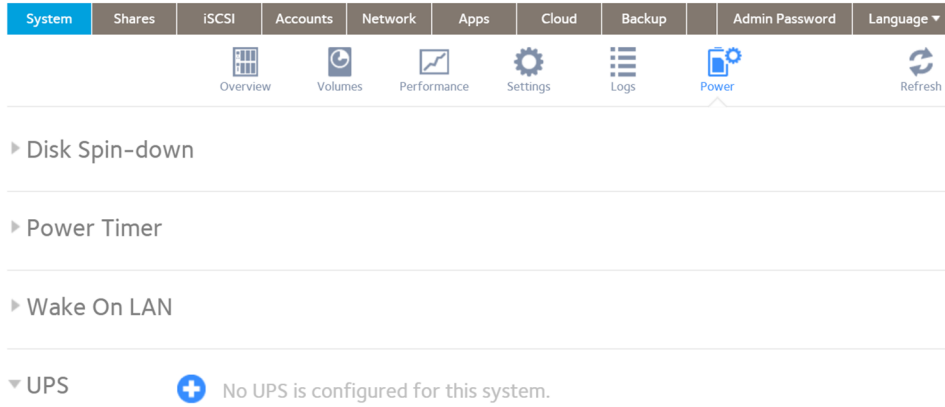 System Shares iSCSI Accounts Network Apps Cloud Backup Admin Password Language
Overview Volumes Performance Settings Logs Power Refresh
Disk Spin-down
Power Timer
Wake On LAN
UPS No UPS is configured for this system.